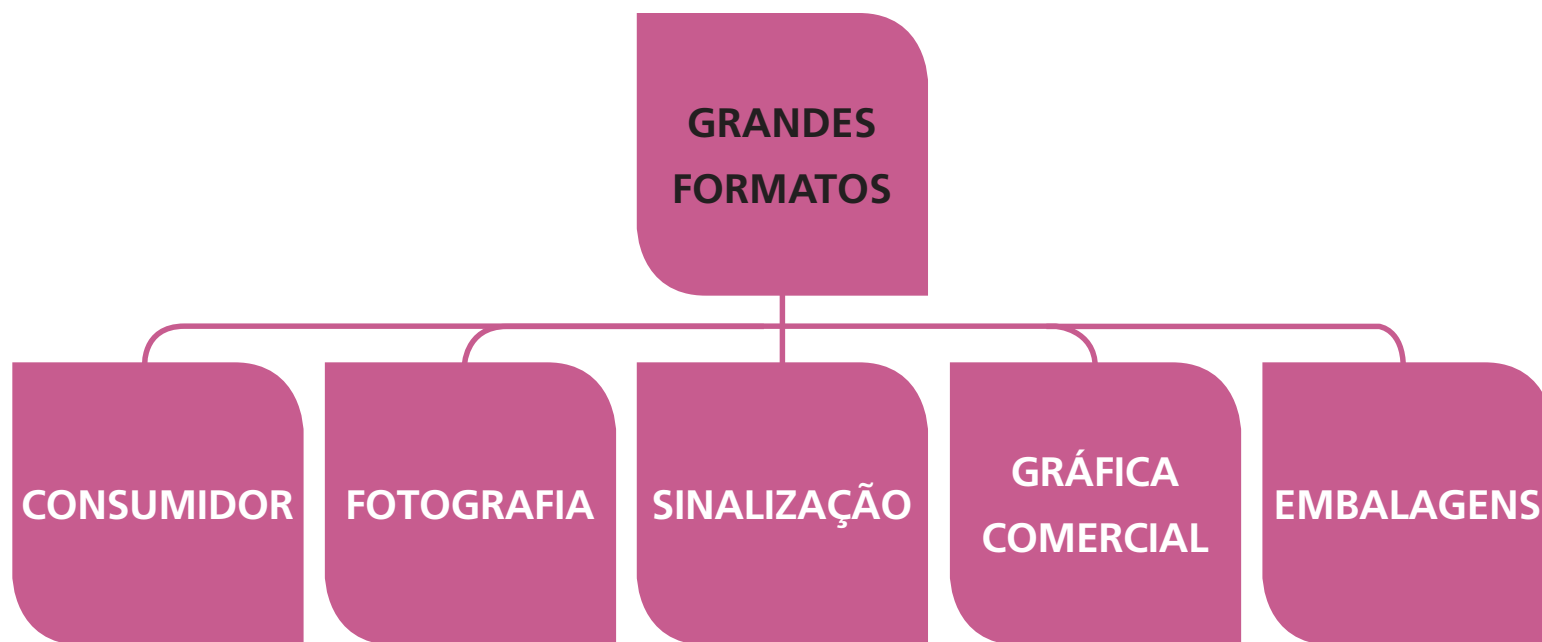 GRANDES
FORMATOS
CONSUMIDOR
FOTOGRAFIA
SINALIZAÇÃO
GRÁFICA
COMERCIAL
EMBALAGENS